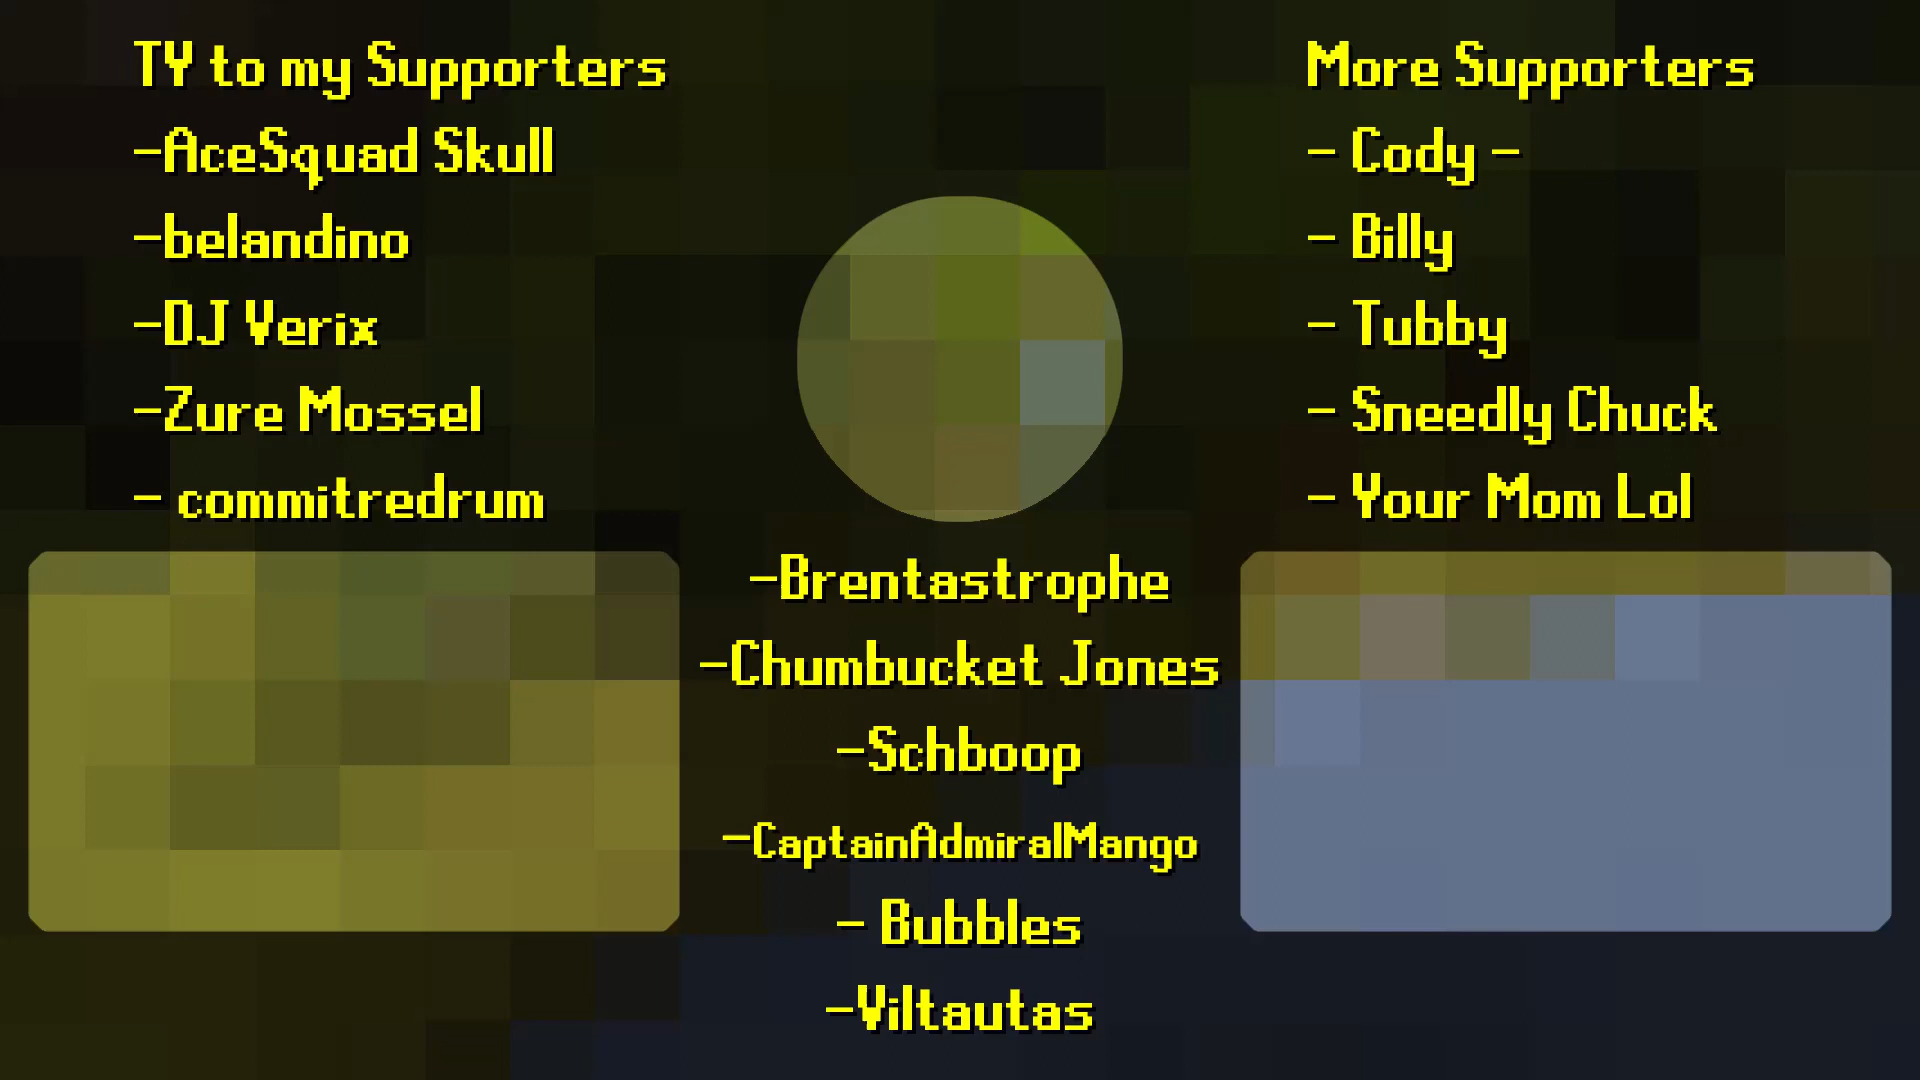 TY to my Supporters
-AceSquad Skull
-belandino
-DJ Verix
-Zure Mossel
- commitredrum
-Brentastrophe
-Chumbucket Jones
-Schboop
-CaptainAdmiralMango
- Bubbles
-Viltautas
More Supporters
- Cody -
- Billy
- Tubby
- Sneedly Chuck
- Your Mom Lol